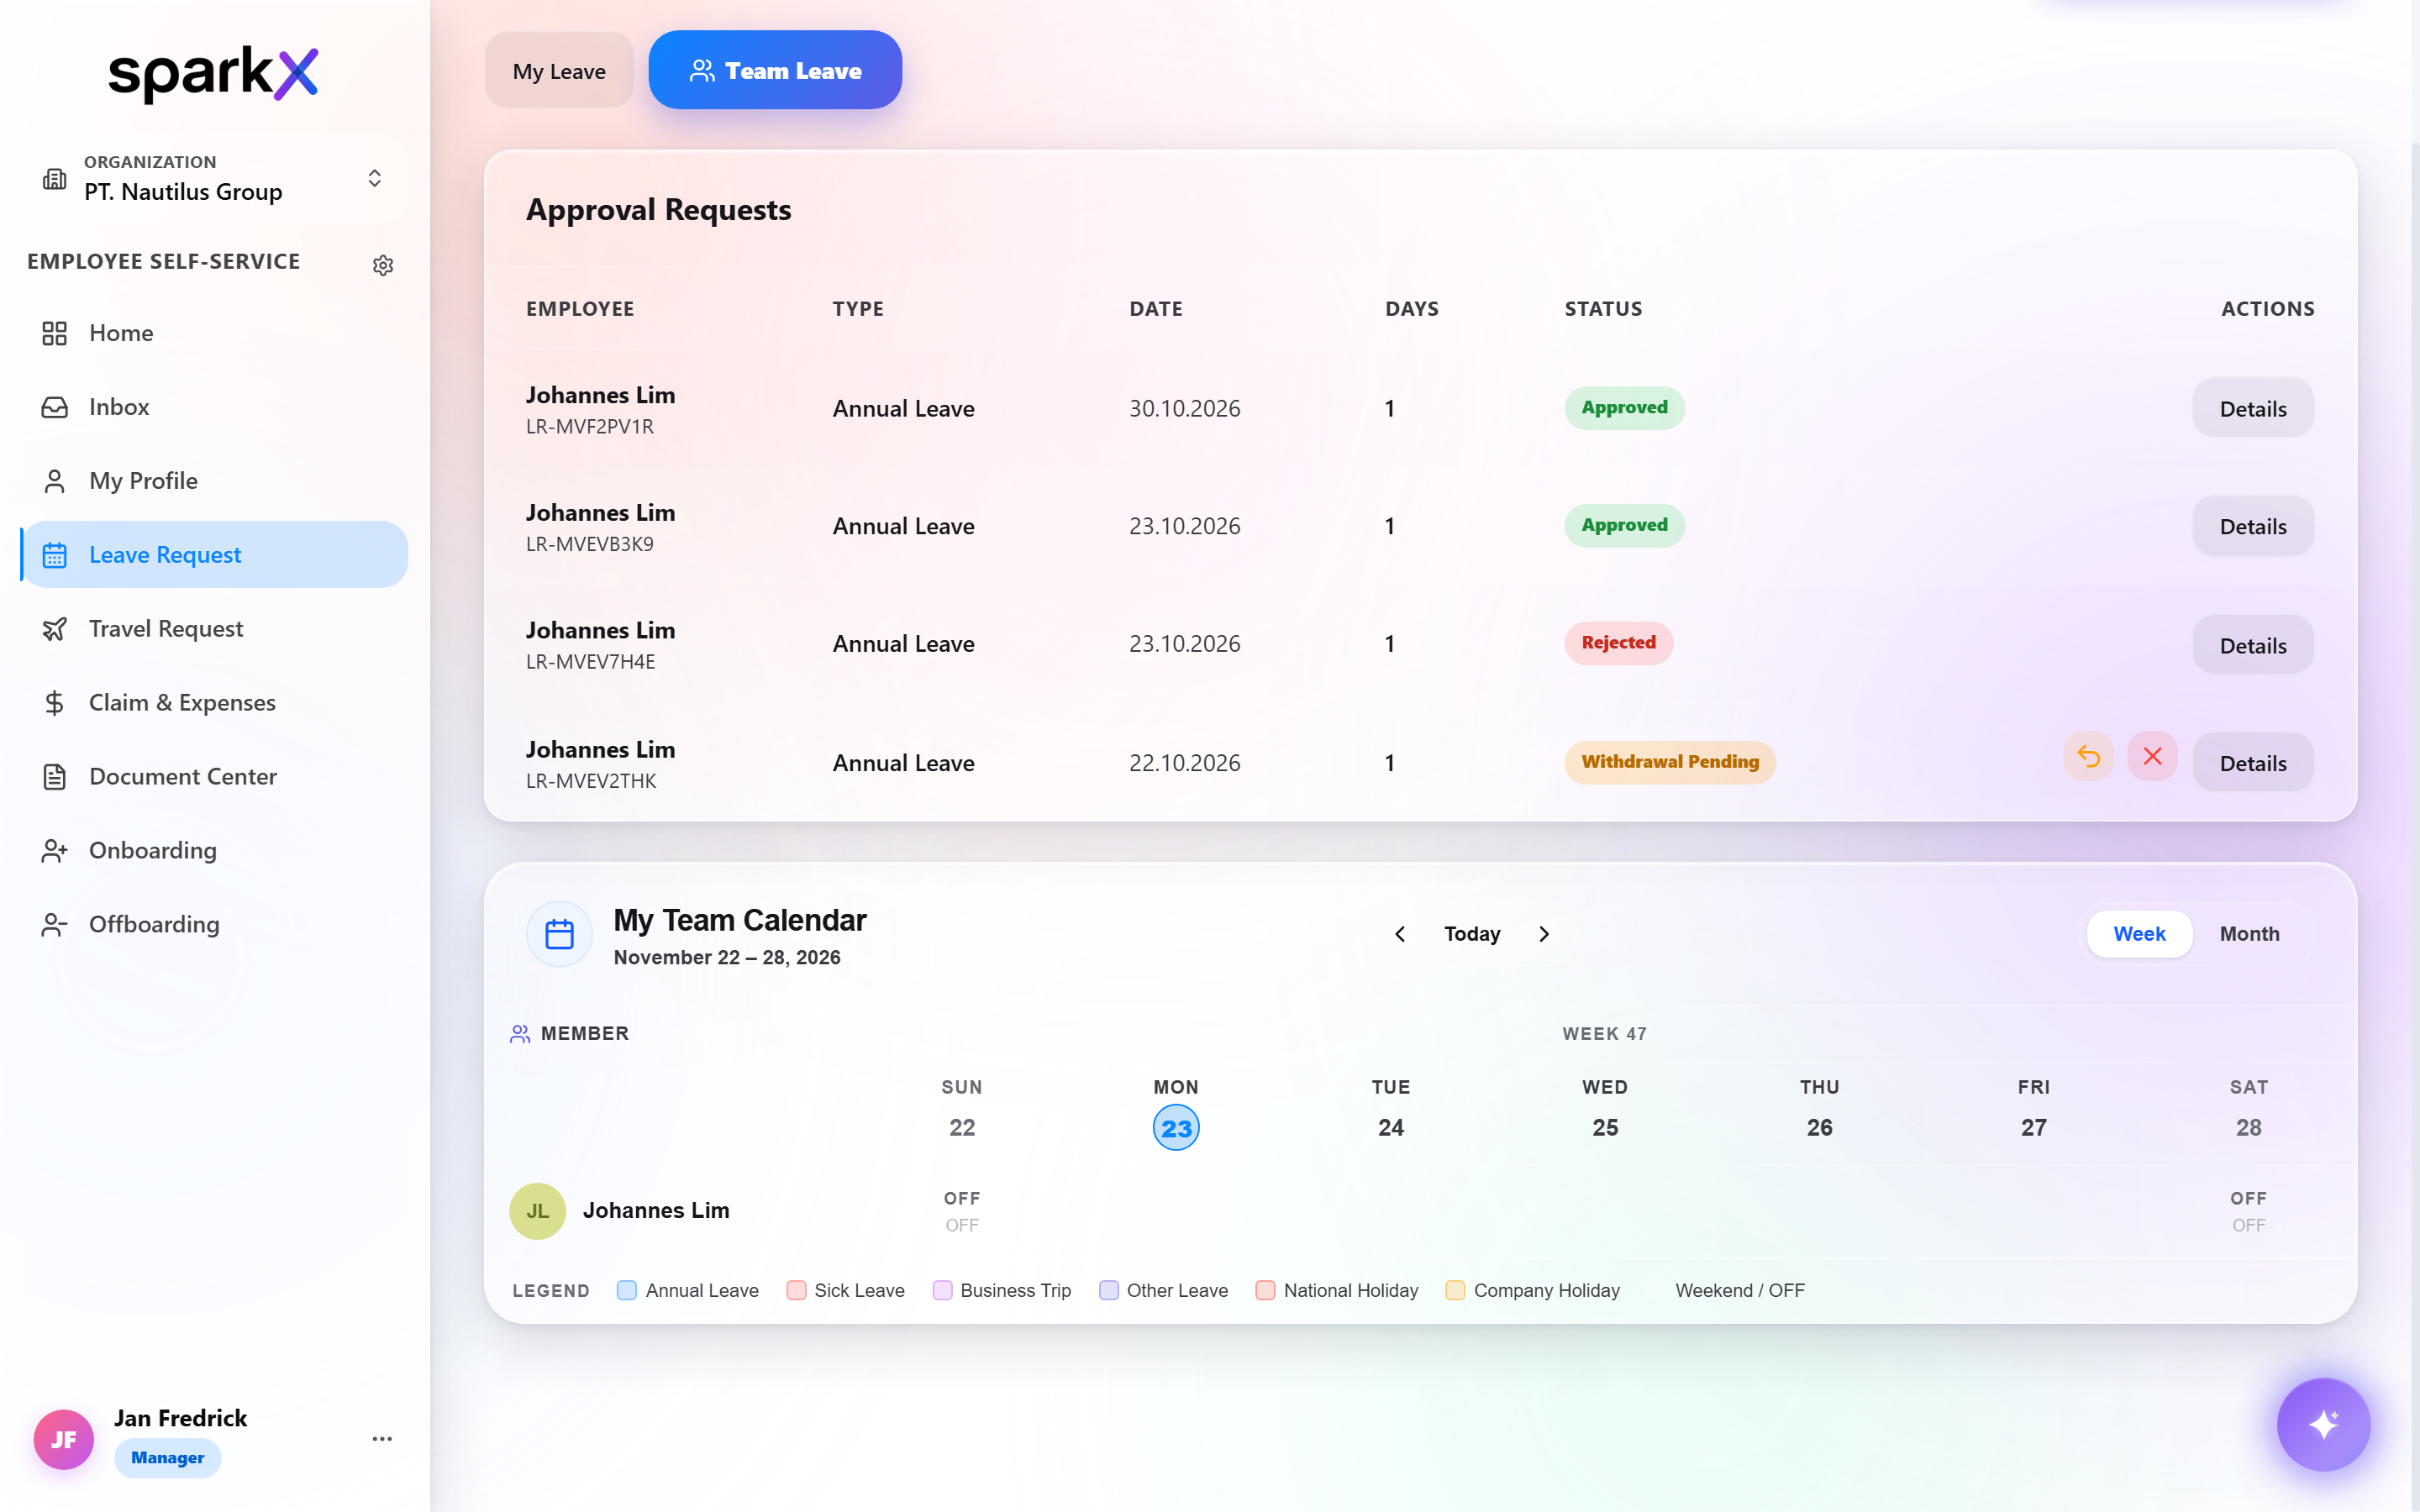 sparkX
ORGANIZATION
PT. Nautilus Group
EMPLOYEE SELF-SERVICE
Home
Inbox
My Profile
Leave Request
Travel Request
Claim & Expenses
Document Center
Onboarding
Offboarding
JF
Jan Fredrick
Manager
My Leave
Team Leave
Approval Requests
EMPLOYEE TYPE DATE DAYS STATUS ACTIONS
Johannes Lim
LR-MVF2PV1R
Annual Leave 30.10.2026 1 Approved Details
Johannes Lim
LR-MVEVB3K9
Annual Leave 23.10.2026 1 Approved Details
Johannes Lim
LR-MVEV7H4E
Annual Leave 23.10.2026 1 Rejected Details
Johannes Lim
LR-MVEV2THK
Annual Leave 22.10.2026 1 Withdrawal Pending Details
My Team Calendar
November 22 – 28, 2026
Today
Week Month
MEMBER WEEK 47
SUN MON TUE WED THU FRI SAT
22 23 24 25 26 27 28
JL Johannes Lim
OFF OFF
OFF OFF
LEGEND Annual Leave Sick Leave Business Trip Other Leave National Holiday Company Holiday Weekend / OFF